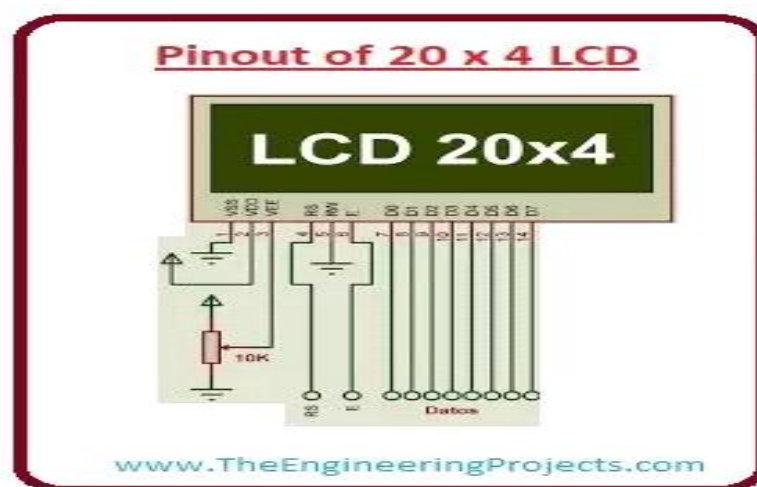 Pinout of 20 x 4 LCD
LCD 20x4
VSS VDD VEE RS RW E D0 D1 D2 D3 D4 D5 D6 D7
1 2 3 4 5 6 7 8 9 10 11 12 13 14
10K
RS E Datos
www.TheEngineeringProjects.com